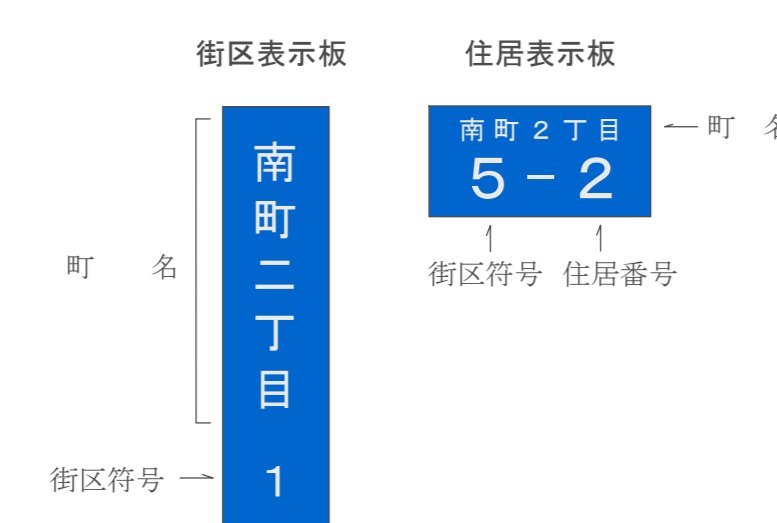 街区表示板
住居表示板
南町二丁目
1
町 名
街区符号
南町2丁目
5-2
町
街区符号
住居番号